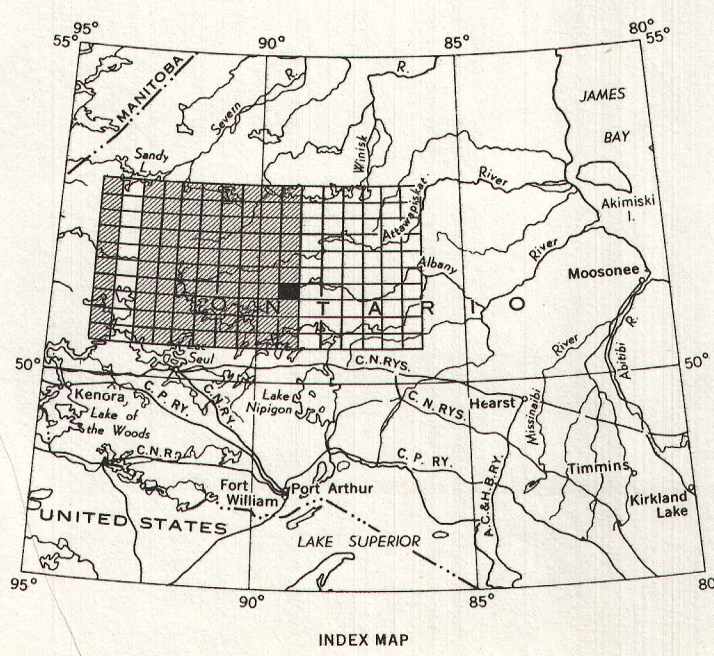 95°
90°
85°
80°
55°
55°
MANITOBA
Severn
R.
R.
Winisk
JAMES
BAY
Sandy
L.
River
Attawapiskat
Akimiski
I.
River
Albany
Moosonee
O N T A R I O
Seul
C.N.RYS.
River
Abitibi
R.
50°
50°
Kenora
Lake of
the Woods
C.P.RY.
C.N.RY.
Lake
Nipigon
C.N.RYS.
Hearst
Missinaibi
C.N.R.
C. P. RY.
Timmins
Fort
William
Port Arthur
A.C.&H.B.RY.
Kirkland
Lake
UNITED STATES
LAKE SUPERIOR
95°
90°
85°
80
INDEX MAP